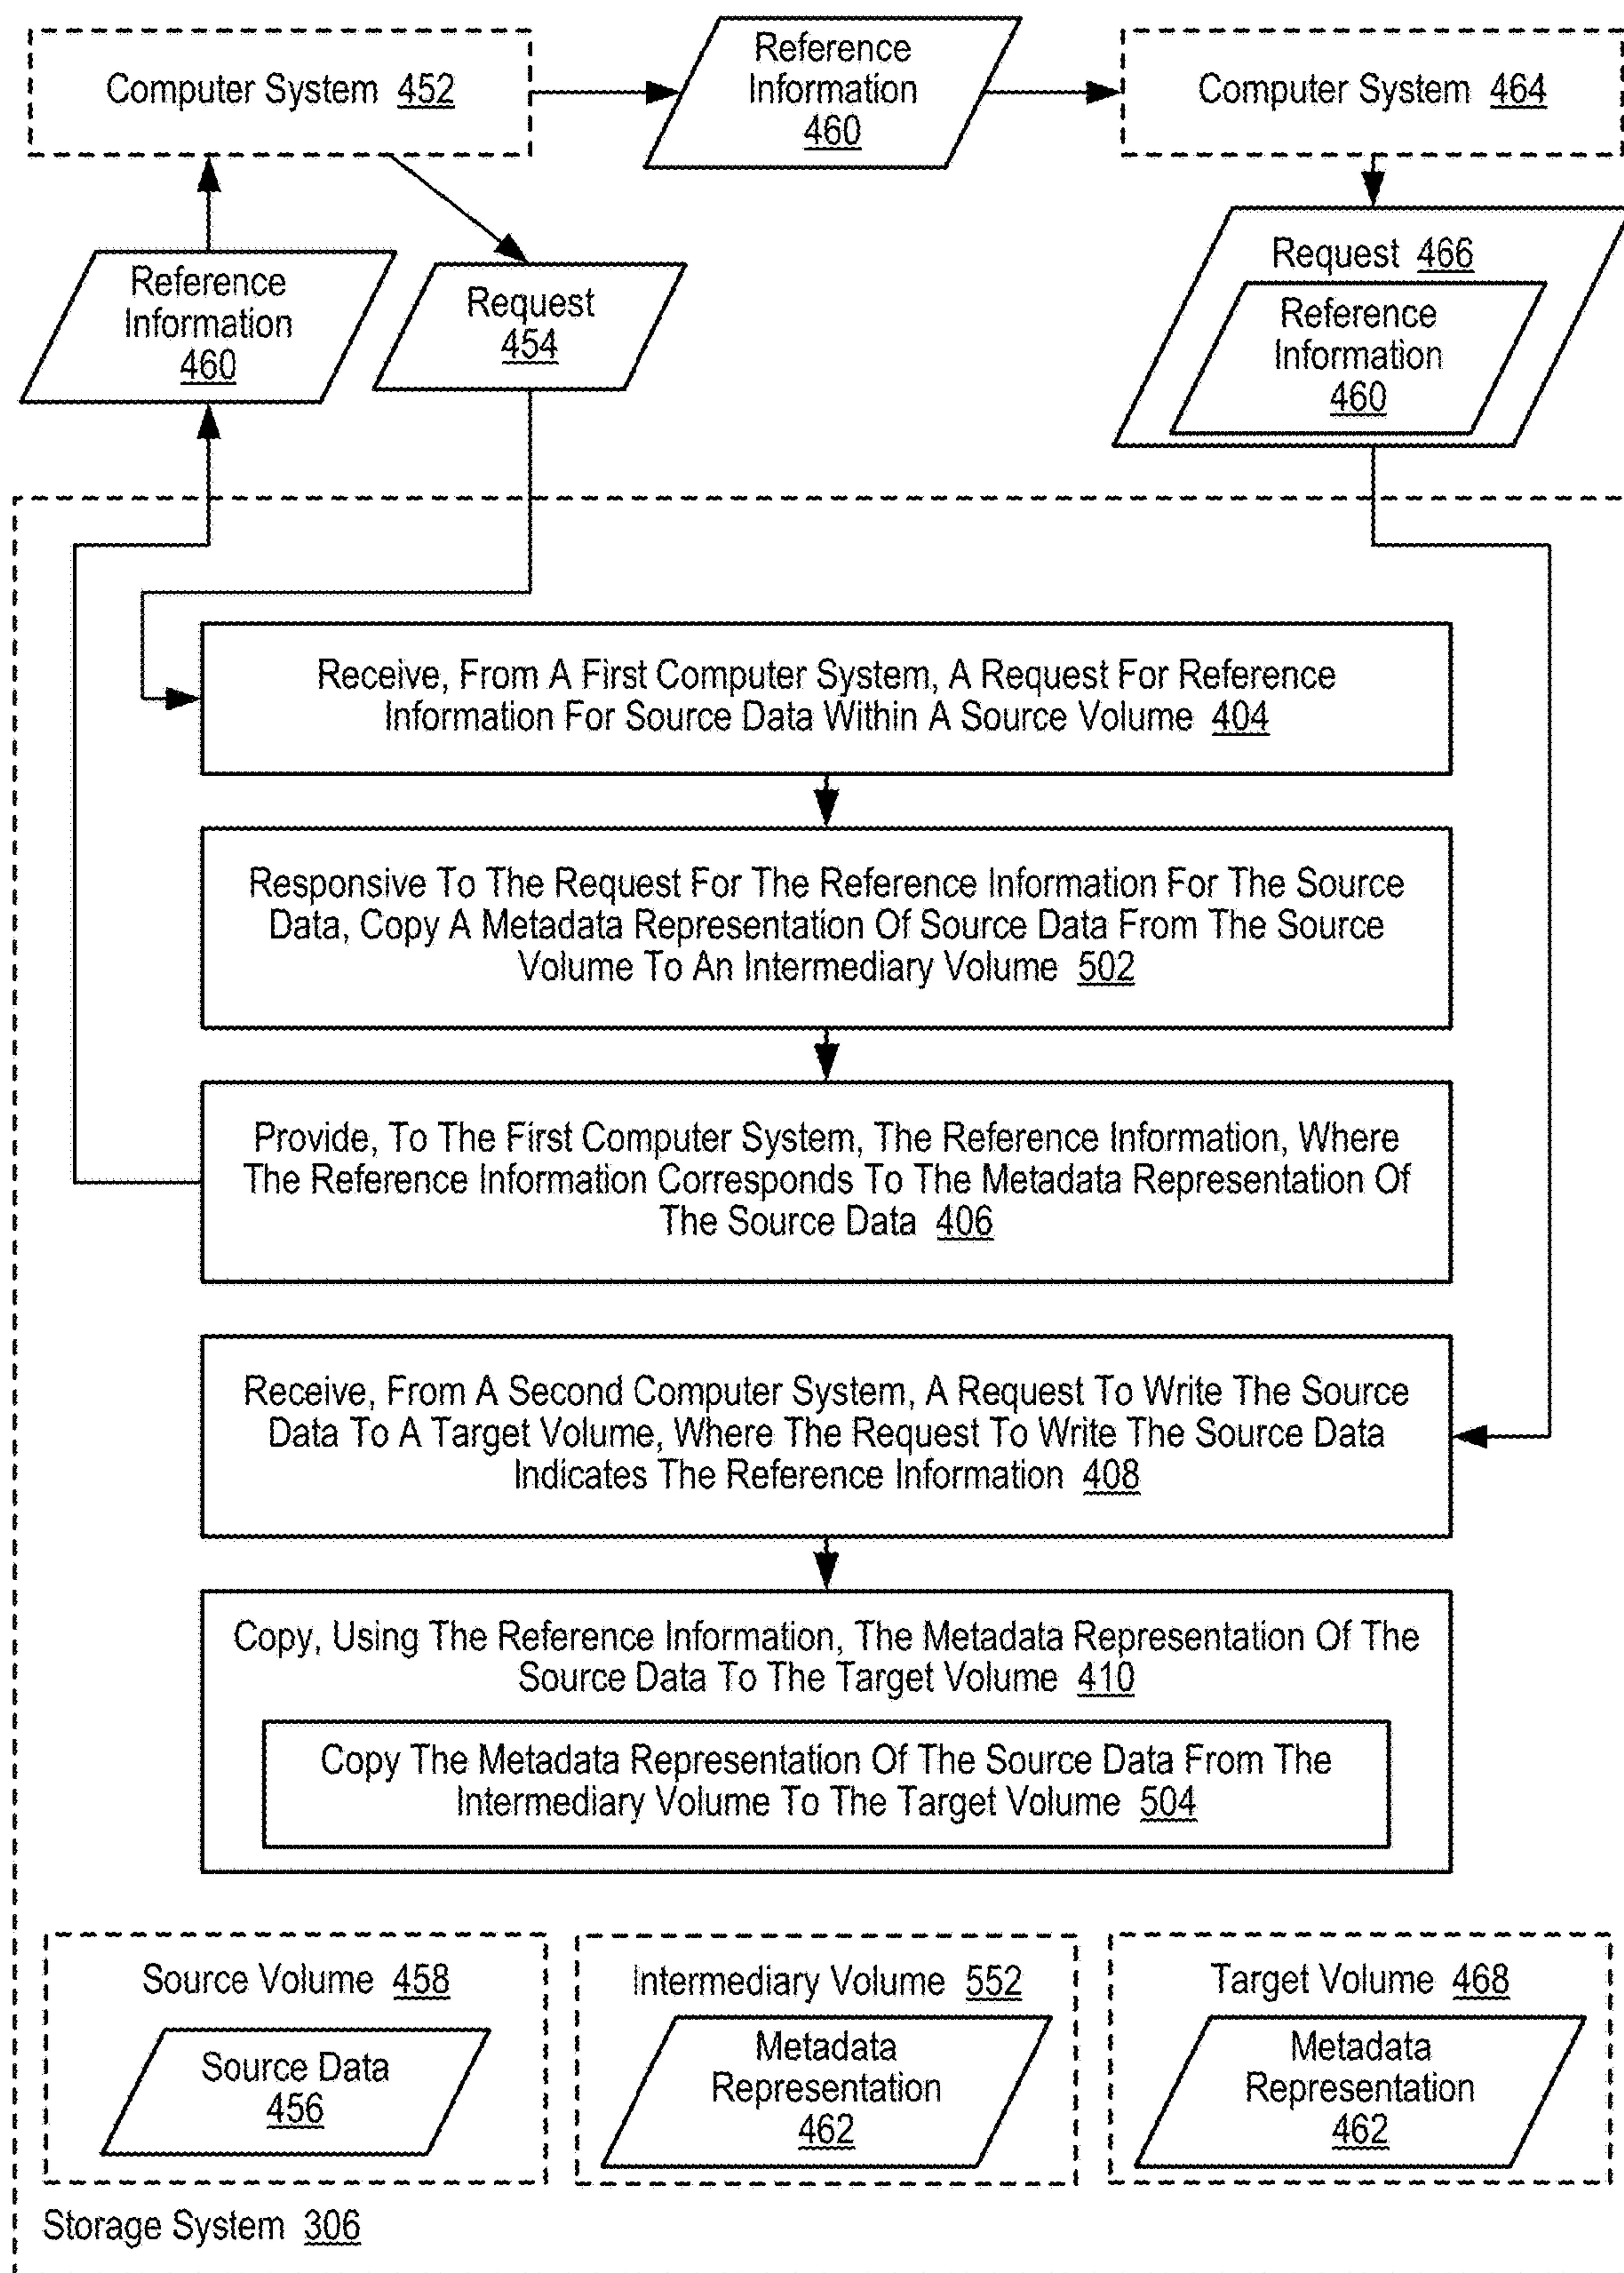 Computer System 452
Reference
Information
460
Computer System 464
Reference
Information
460
Request
454
Request 466
Reference
Information
460
Receive, From A First Computer System, A Request For Reference
Information For Source Data Within A Source Volume 404
Responsive To The Request For The Reference Information For The Source
Data, Copy A Metadata Representation Of Source Data From The Source
Volume To An Intermediary Volume 502
Provide, To The First Computer System, The Reference Information, Where
The Reference Information Corresponds To The Metadata Representation Of
The Source Data 406
Receive, From A Second Computer System, A Request To Write The Source
Data To A Target Volume, Where The Request To Write The Source Data
Indicates The Reference Information 408
Copy, Using The Reference Information, The Metadata Representation Of The
Source Data To The Target Volume 410
Copy The Metadata Representation Of The Source Data From The
Intermediary Volume To The Target Volume 504
Source Volume 458
Source Data
456
Intermediary Volume 552
Metadata
Representation
462
Target Volume 468
Metadata
Representation
462
Storage System 306